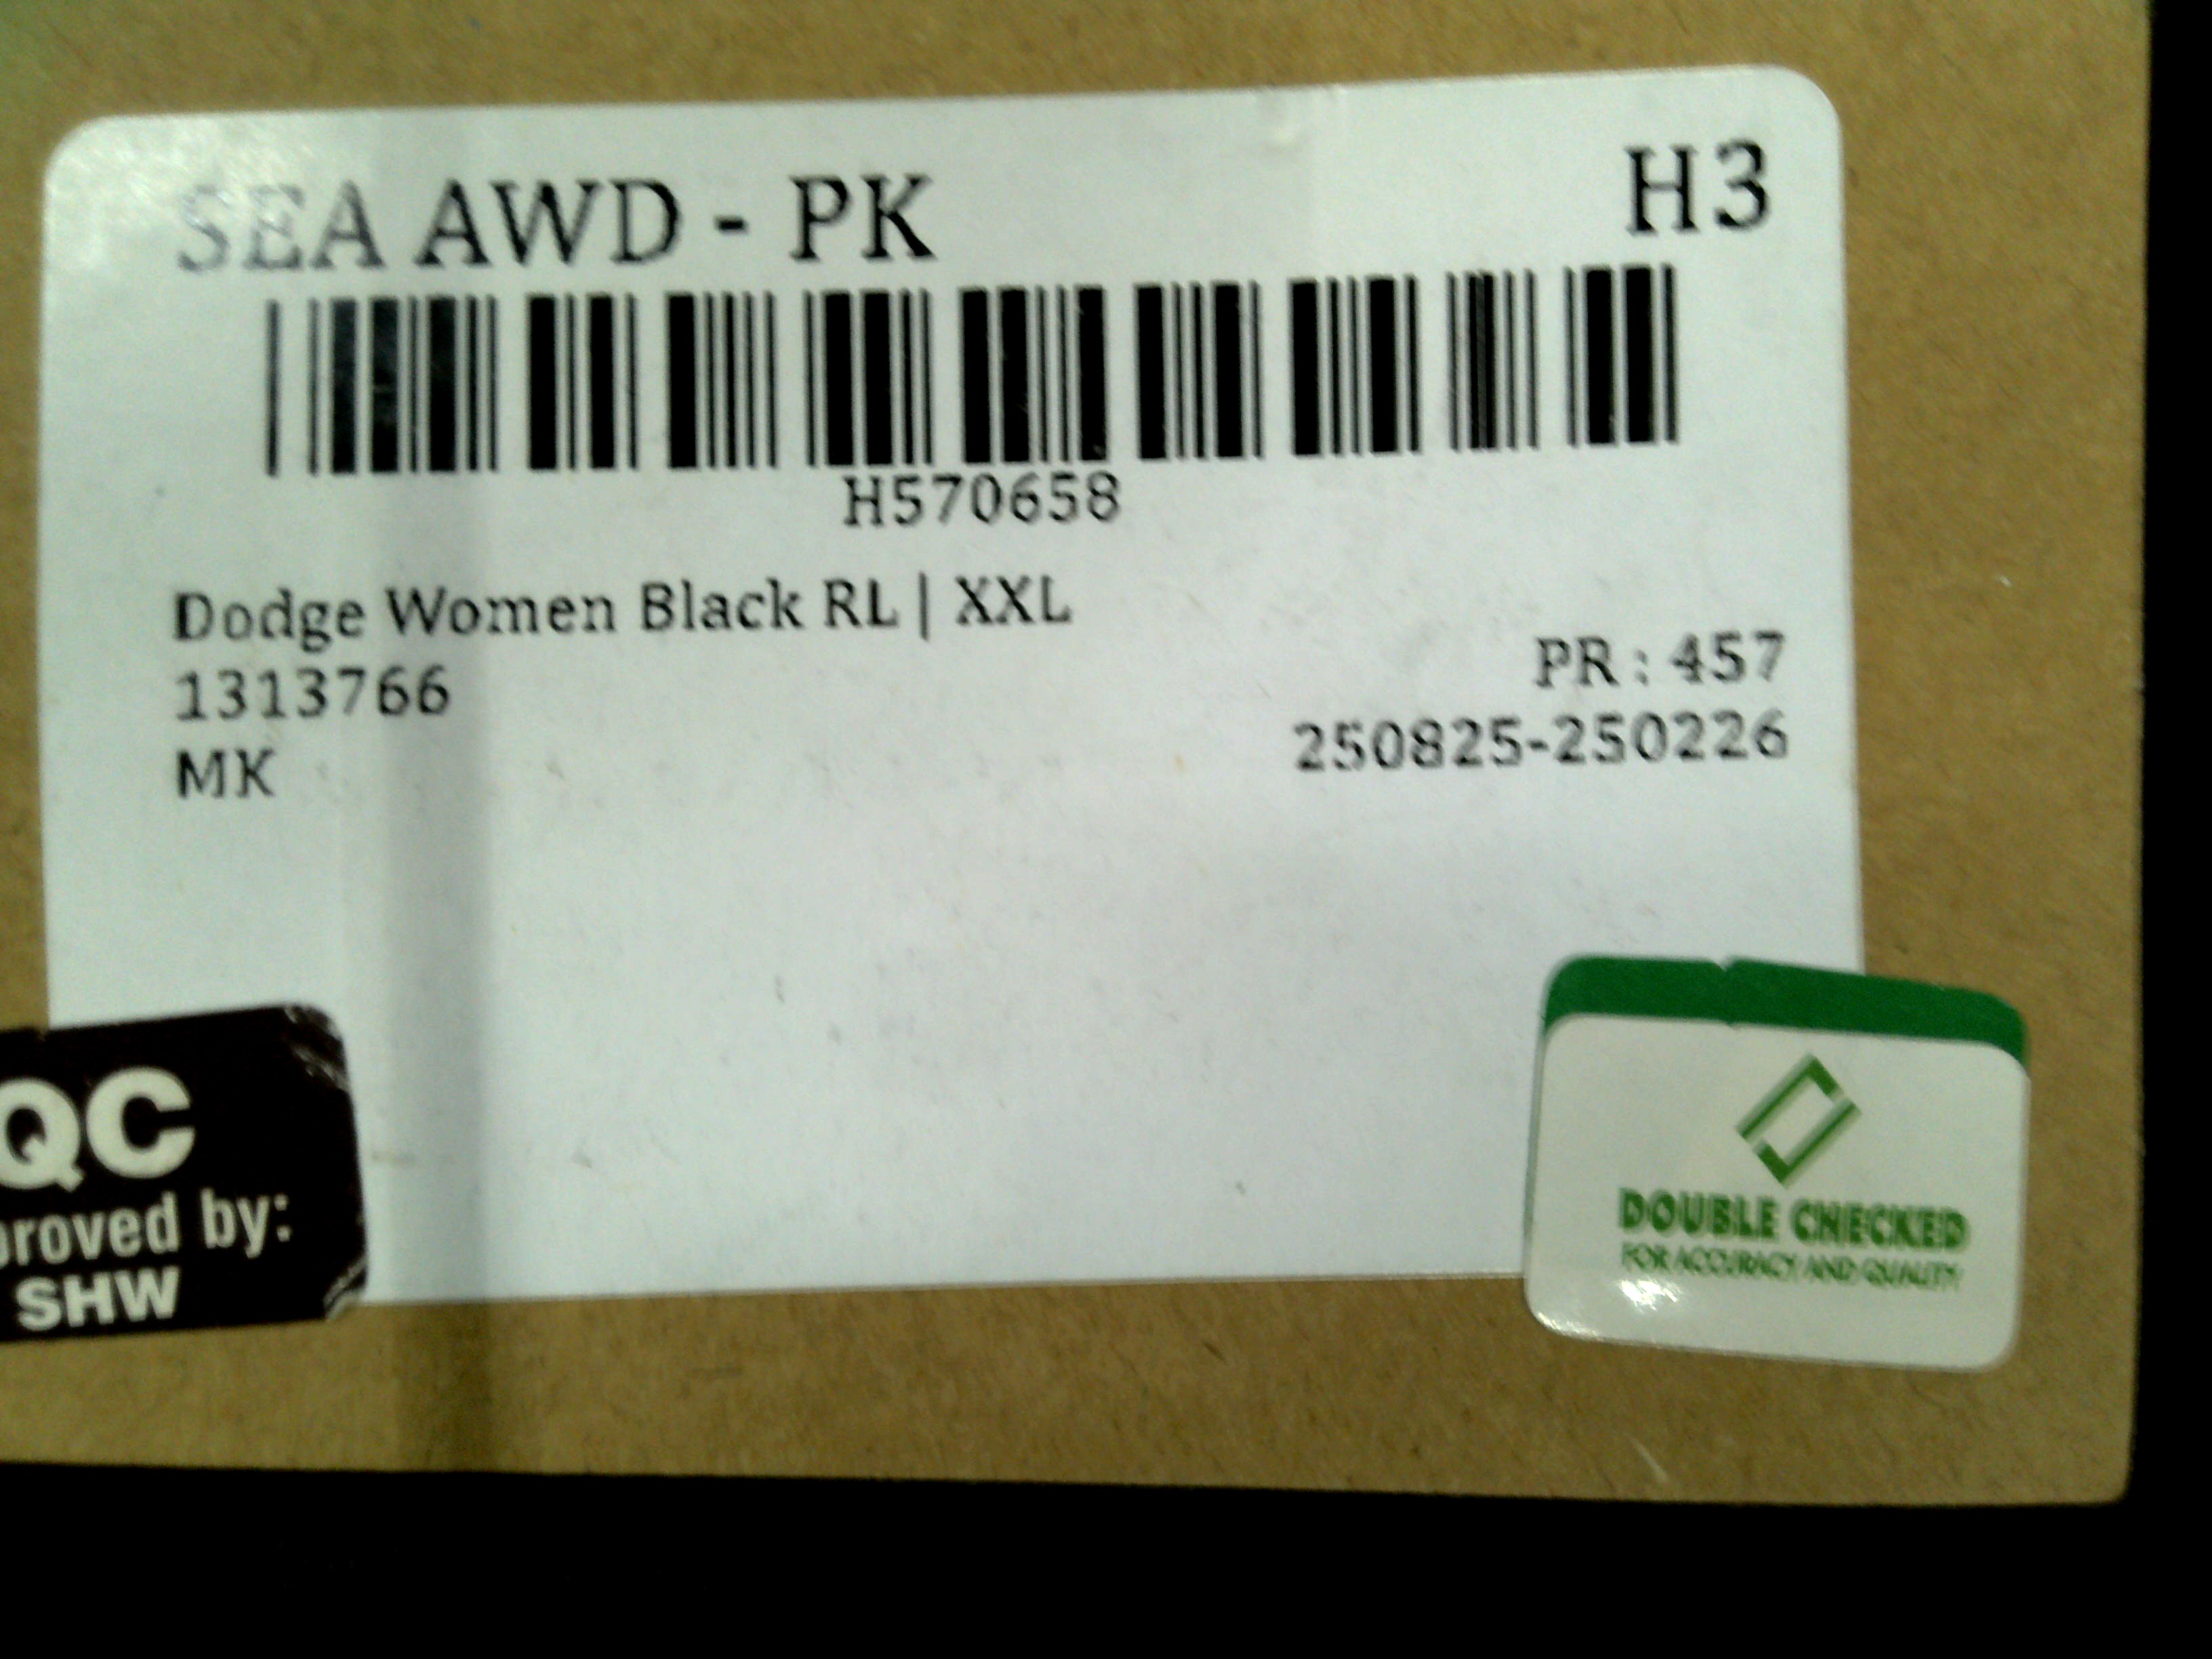 SEA AWD - PK
H3
H570658
Dodge Women Black RL | XXL
1313766
PR : 457
MK
250825-250226
QC
proved by:
SHW
DOUBLE CHECKED
FOR ACCURACY AND QUALITY